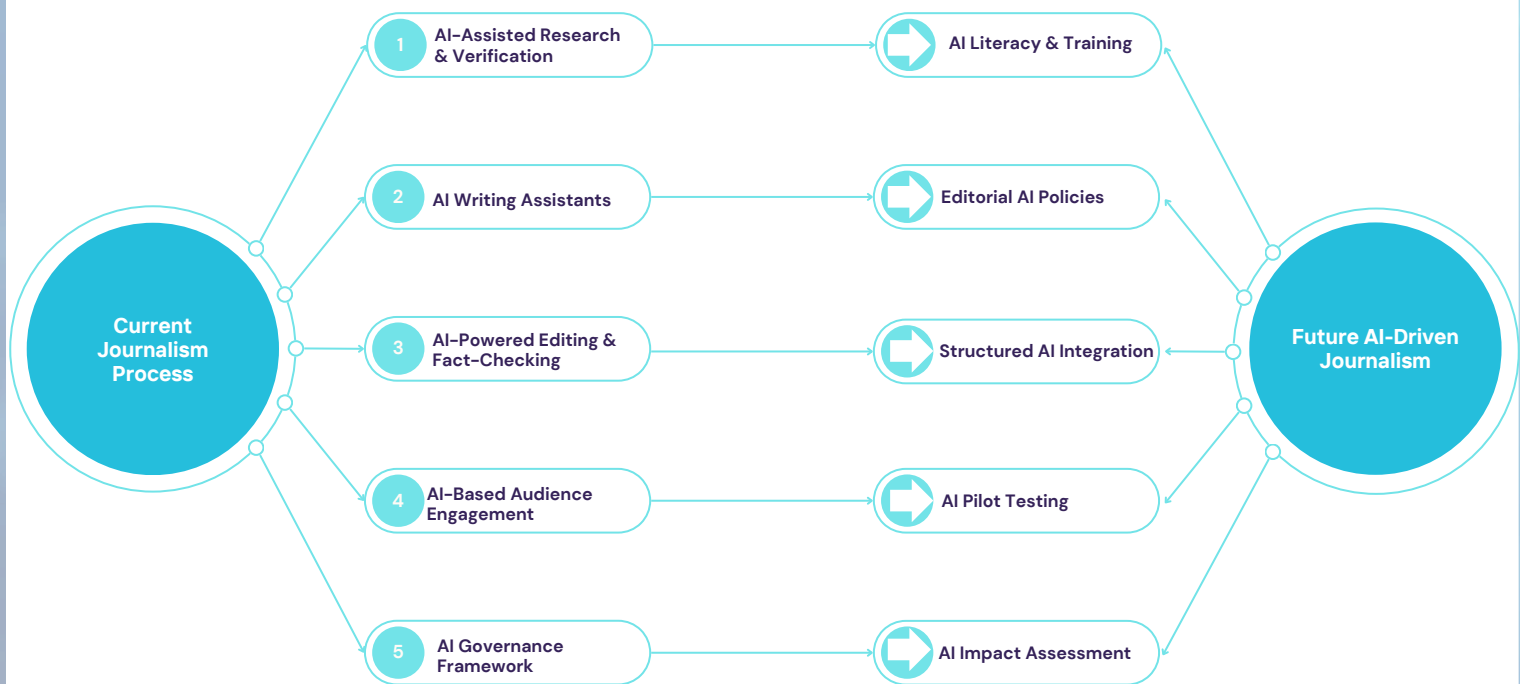 1
AI-Assisted Research
& Verification
AI Literacy & Training
2
AI Writing Assistants
Editorial AI Policies
Current
Journalism
Process
3
AI-Powered Editing &
Fact-Checking
Structured AI Integration
Future AI-Driven
Journalism
4
AI-Based Audience
Engagement
AI Pilot Testing
5
AI Governance
Framework
AI Impact Assessment